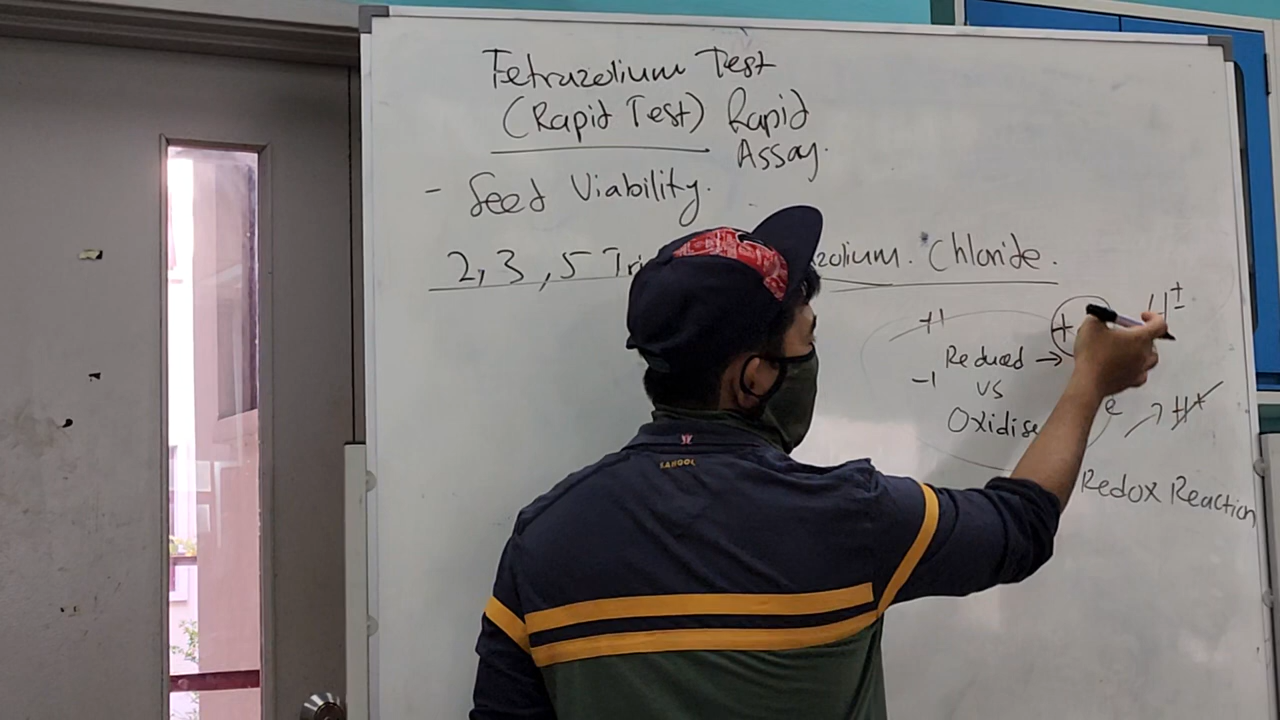 Tetrazolium Test
(Rapid Test) Rapid
Assay.
- Seed Viability.
2, 3, 5 Tri
zolium. Chloride.
+1
Reduced → +
-1
vs
Oxidise
e → H+
H+
Redox Reaction